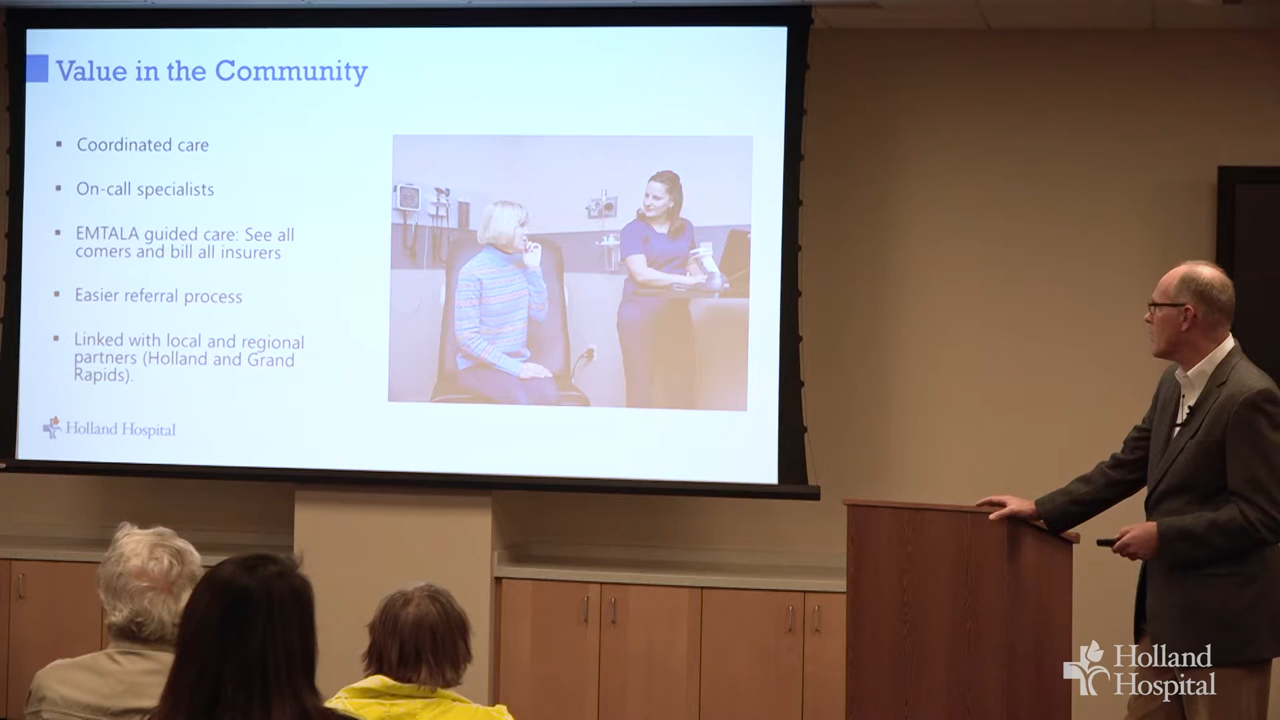 Value in the Community
Coordinated care
On-call specialists
EMTALA guided care: See all
comers and bill all insurers
Easier referral process
Linked with local and regional
partners (Holland and Grand
Rapids).
Holland Hospital
Holland
Hospital